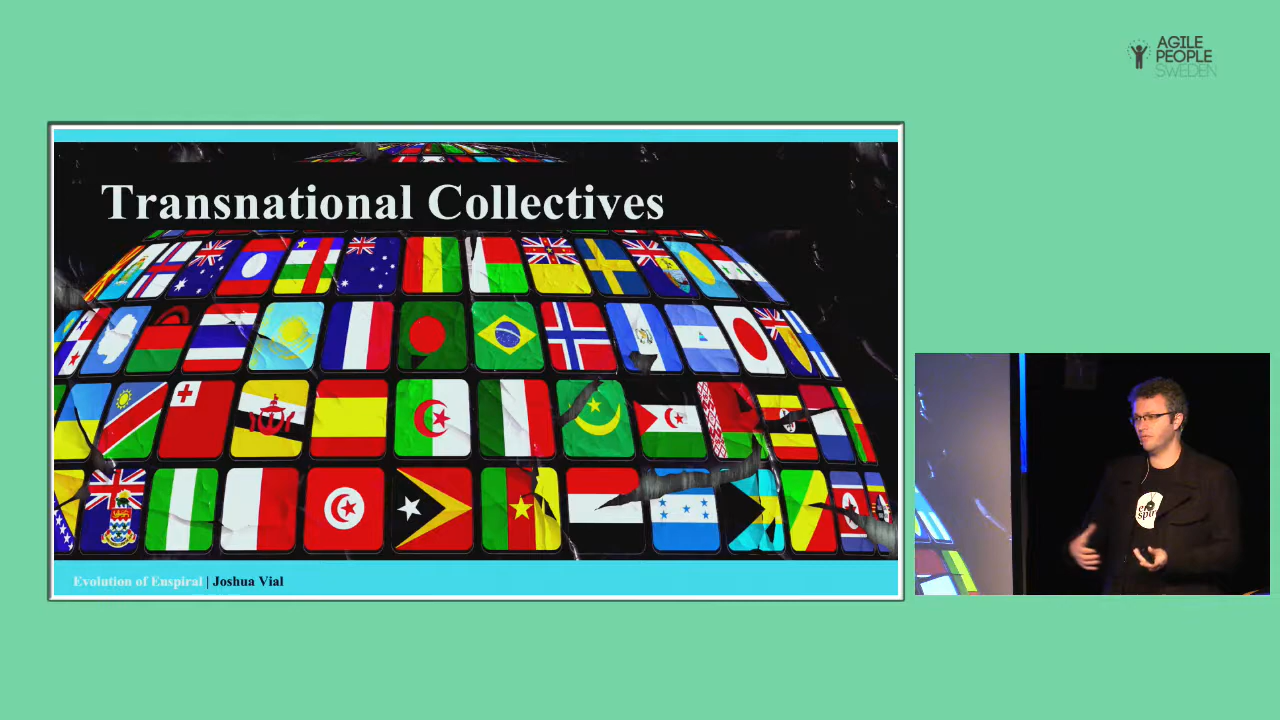 AGILE
PEOPLE
SWEDEN
Transnational Collectives
Evolution of Enspiral | Joshua Vial